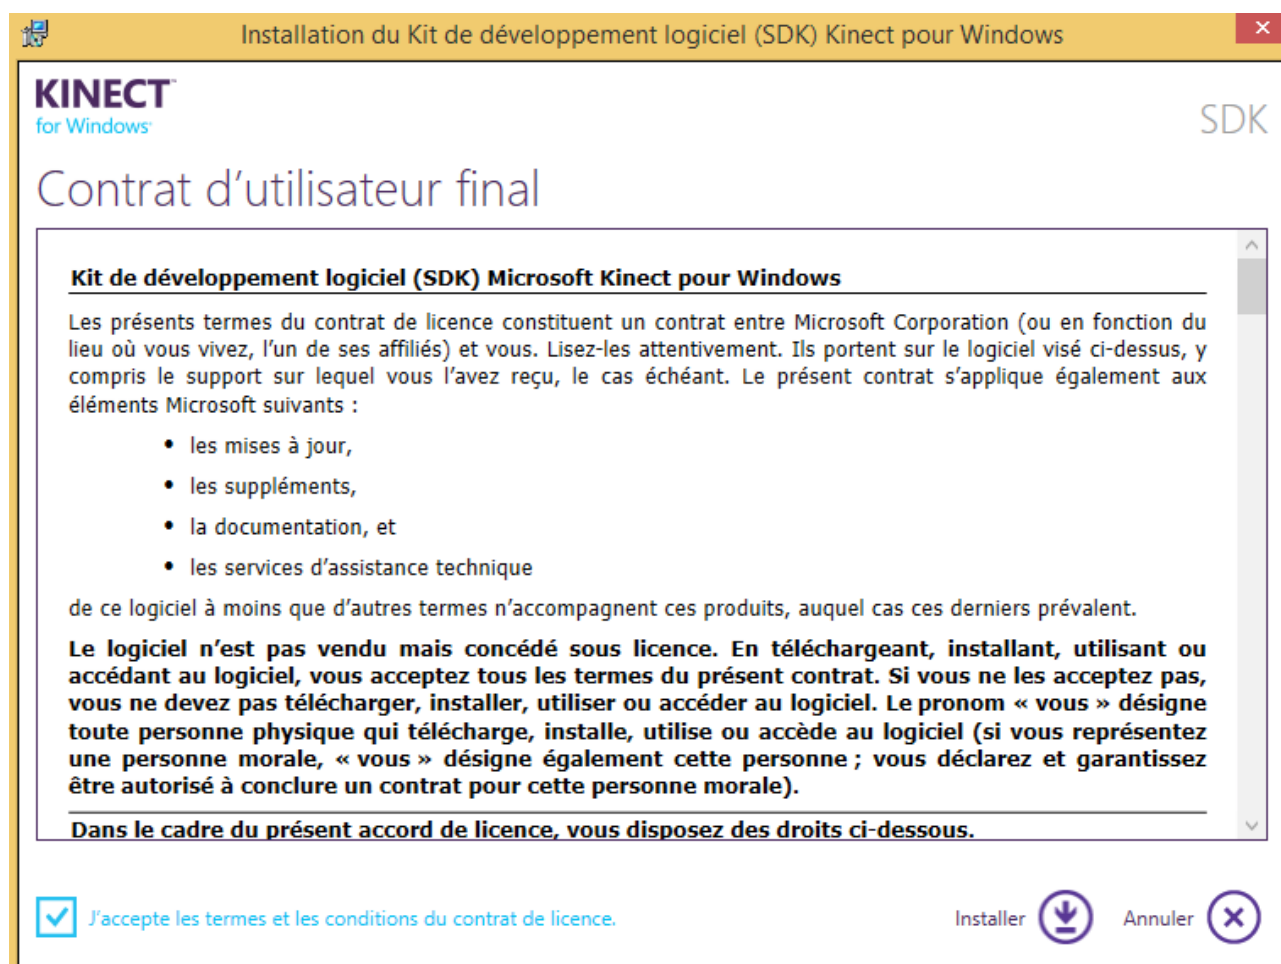 Installation du Kit de développement logiciel (SDK) Kinect pour Windows
KINECT™
for Windows
SDK
Contrat d’utilisateur final
Kit de développement logiciel (SDK) Microsoft Kinect pour Windows
Les présents termes du contrat de licence constituent un contrat entre Microsoft Corporation (ou en fonction du
lieu où vous vivez, l’un de ses affiliés) et vous. Lisez-les attentivement. Ils portent sur le logiciel visé ci-dessus, y
compris le support sur lequel vous l’avez reçu, le cas échéant. Le présent contrat s’applique également aux
éléments Microsoft suivants :
• les mises à jour,
• les suppléments,
• la documentation, et
• les services d’assistance technique
de ce logiciel à moins que d’autres termes n’accompagnent ces produits, auquel cas ces derniers prévalent.
Le logiciel n’est pas vendu mais concédé sous licence. En téléchargeant, installant, utilisant ou
accédant au logiciel, vous acceptez tous les termes du présent contrat. Si vous ne les acceptez pas,
vous ne devez pas télécharger, installer, utiliser ou accéder au logiciel. Le pronom « vous » désigne
toute personne physique qui télécharge, installe, utilise ou accède au logiciel (si vous représentez
une personne morale, « vous » désigne également cette personne ; vous déclarez et garantissez
être autorisé à conclure un contrat pour cette personne morale).
Dans le cadre du présent accord de licence, vous disposez des droits ci-dessous.
J’accepte les termes et les conditions du contrat de licence.
Installer
Annuler